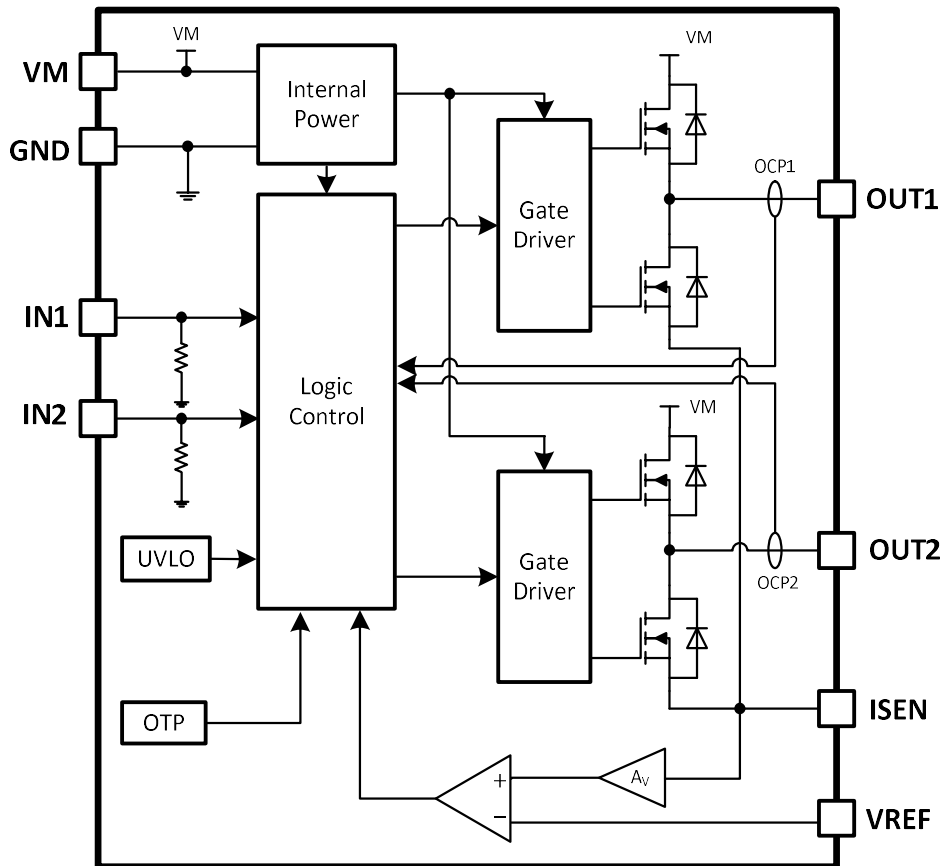 VM
VM
Internal
Power
GND
VM
Gate
Driver
OCP1
OUT1
IN1
IN2
Logic
Control
VM
Gate
Driver
OUT2
OCP2
UVLO
OTP
ISEN
AV
+
−
VREF